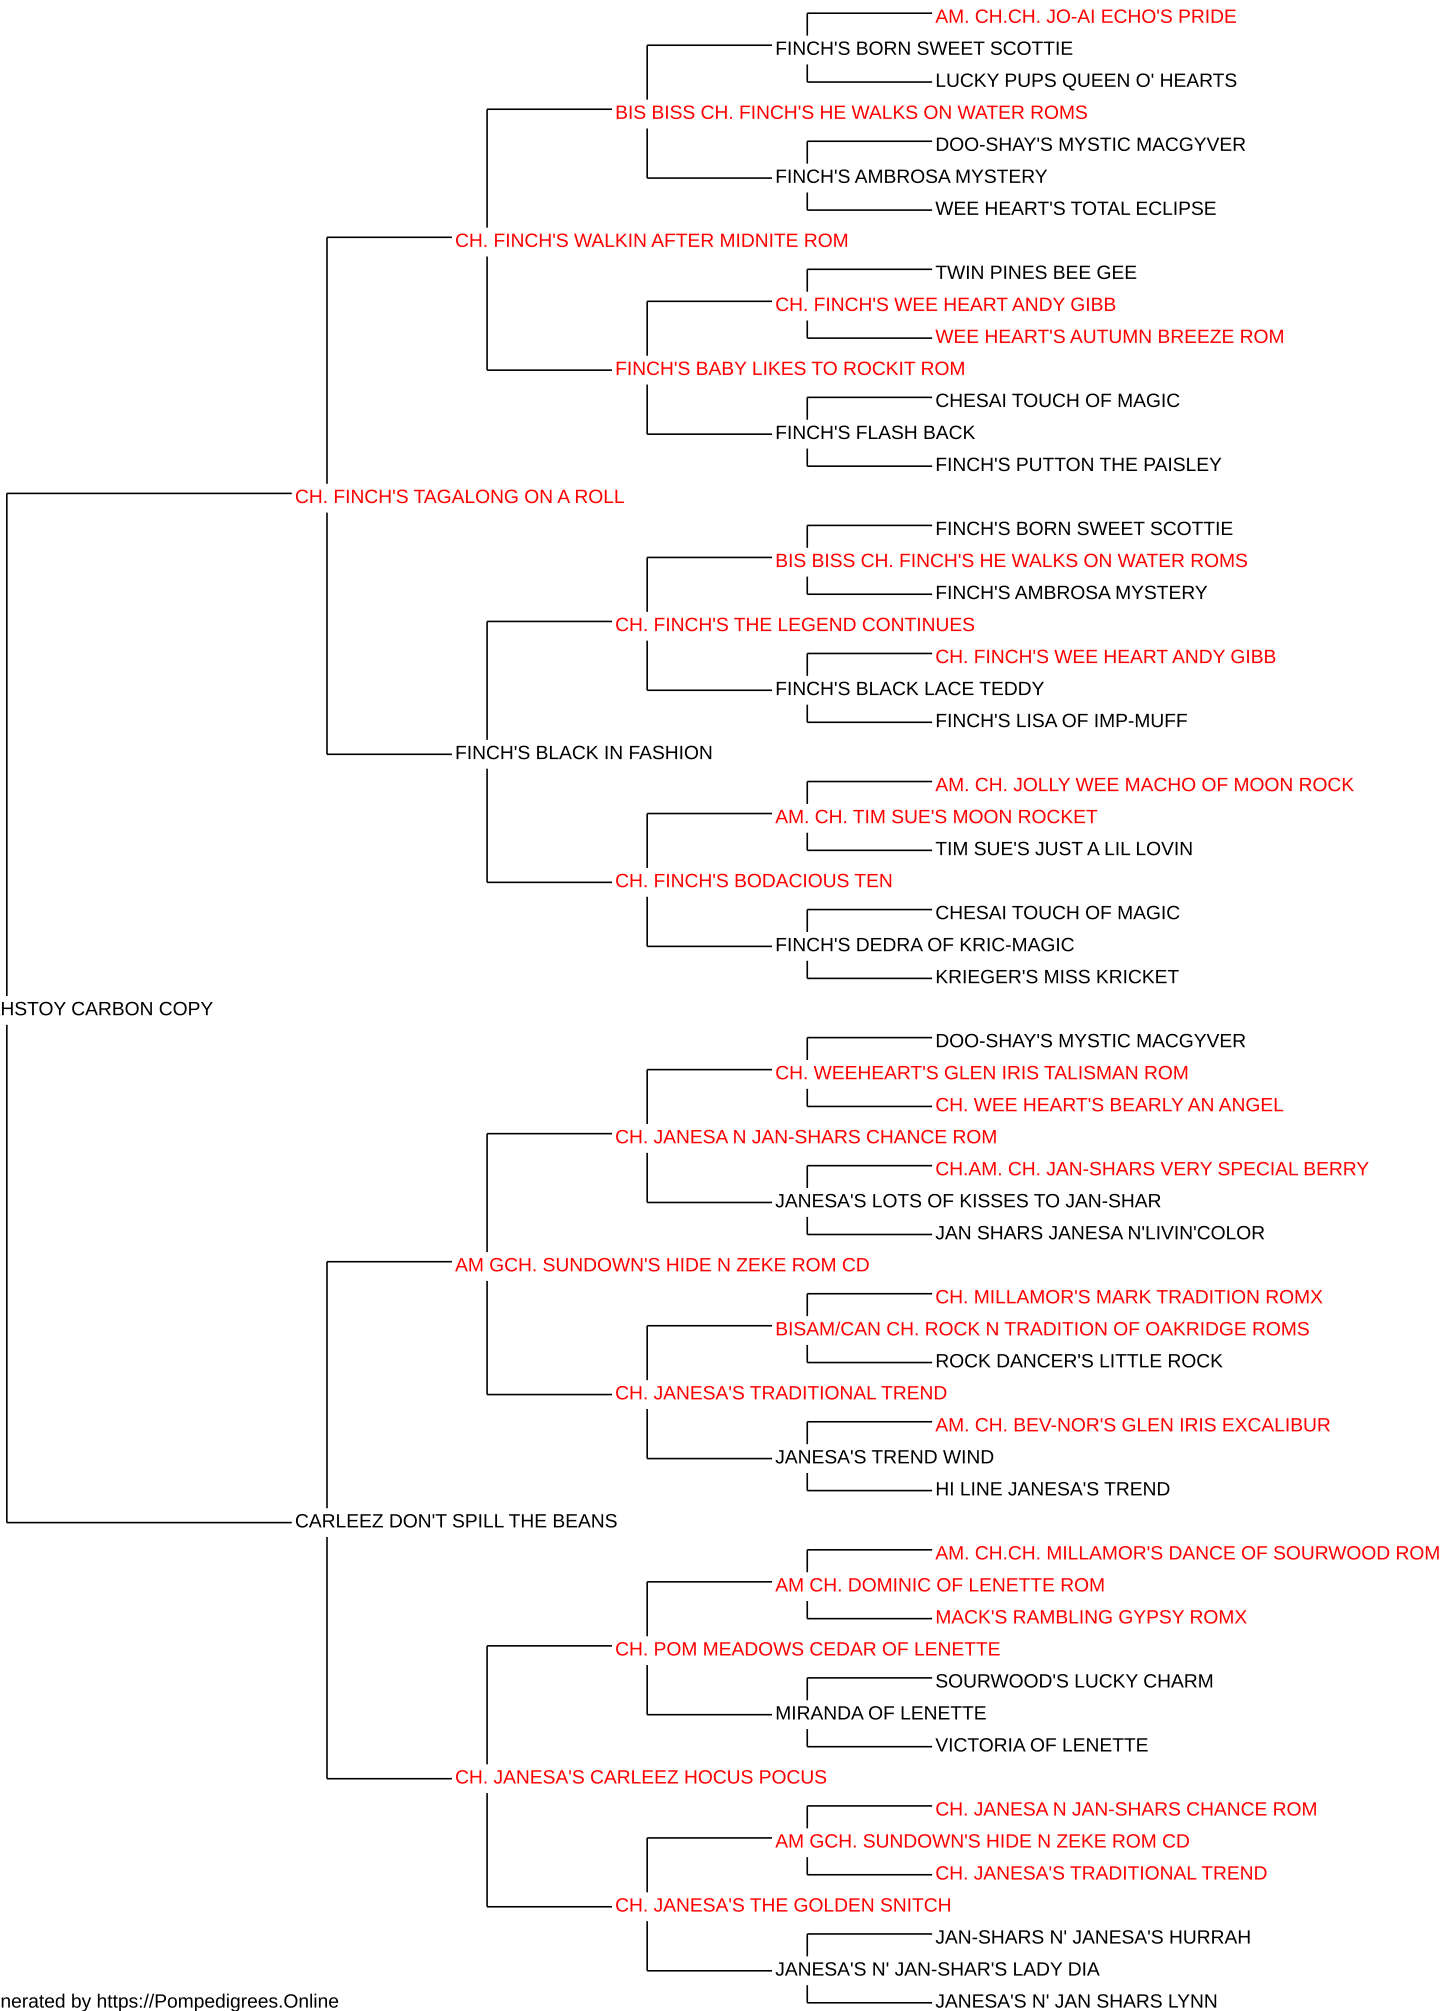 AM. CH.CH. JO-AI ECHO'S PRIDE
FINCH'S BORN SWEET SCOTTIE
LUCKY PUPS QUEEN O' HEARTS
BIS BISS CH. FINCH'S HE WALKS ON WATER ROMS
DOO-SHAY'S MYSTIC MACGYVER
FINCH'S AMBROSA MYSTERY
WEE HEART'S TOTAL ECLIPSE
CH. FINCH'S WALKIN AFTER MIDNITE ROM
TWIN PINES BEE GEE
CH. FINCH'S WEE HEART ANDY GIBB
WEE HEART'S AUTUMN BREEZE ROM
FINCH'S BABY LIKES TO ROCKIT ROM
CHESAI TOUCH OF MAGIC
FINCH'S FLASH BACK
FINCH'S PUTTON THE PAISLEY
CH. FINCH'S TAGALONG ON A ROLL
FINCH'S BORN SWEET SCOTTIE
BIS BISS CH. FINCH'S HE WALKS ON WATER ROMS
FINCH'S AMBROSA MYSTERY
CH. FINCH'S THE LEGEND CONTINUES
CH. FINCH'S WEE HEART ANDY GIBB
FINCH'S BLACK LACE TEDDY
FINCH'S LISA OF IMP-MUFF
FINCH'S BLACK IN FASHION
AM. CH. JOLLY WEE MACHO OF MOON ROCK
AM. CH. TIM SUE'S MOON ROCKET
TIM SUE'S JUST A LIL LOVIN
CH. FINCH'S BODACIOUS TEN
CHESAI TOUCH OF MAGIC
FINCH'S DEDRA OF KRIC-MAGIC
KRIEGER'S MISS KRICKET
HSTOY CARBON COPY
DOO-SHAY'S MYSTIC MACGYVER
CH. WEEHEART'S GLEN IRIS TALISMAN ROM
CH. WEE HEART'S BEARLY AN ANGEL
CH. JANESA N JAN-SHARS CHANCE ROM
CH.AM. CH. JAN-SHARS VERY SPECIAL BERRY
JANESA'S LOTS OF KISSES TO JAN-SHAR
JAN SHARS JANESA N'LIVIN'COLOR
AM GCH. SUNDOWN'S HIDE N ZEKE ROM CD
CH. MILLAMOR'S MARK TRADITION ROMX
BISAM/CAN CH. ROCK N TRADITION OF OAKRIDGE ROMS
ROCK DANCER'S LITTLE ROCK
CH. JANESA'S TRADITIONAL TREND
AM. CH. BEV-NOR'S GLEN IRIS EXCALIBUR
JANESA'S TREND WIND
HI LINE JANESA'S TREND
CARLEEZ DON'T SPILL THE BEANS
AM. CH.CH. MILLAMOR'S DANCE OF SOURWOOD ROM
AM CH. DOMINIC OF LENETTE ROM
MACK'S RAMBLING GYPSY ROMX
CH. POM MEADOWS CEDAR OF LENETTE
SOURWOOD'S LUCKY CHARM
MIRANDA OF LENETTE
VICTORIA OF LENETTE
CH. JANESA'S CARLEEZ HOCUS POCUS
CH. JANESA N JAN-SHARS CHANCE ROM
AM GCH. SUNDOWN'S HIDE N ZEKE ROM CD
CH. JANESA'S TRADITIONAL TREND
CH. JANESA'S THE GOLDEN SNITCH
JAN-SHARS N' JANESA'S HURRAH
JANESA'S N' JAN-SHAR'S LADY DIA
JANESA'S N' JAN SHARS LYNN
nerated by https://Pompedigrees.Online